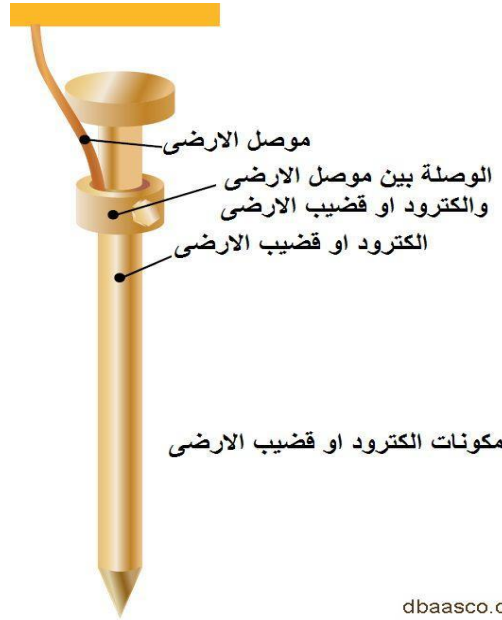 موصل الارضى
الوصلة بين موصل الارضى
والكترود او قضيب الارضى
الكترود او قضيب الارضى
مكونات الكترود او قضيب الارضى